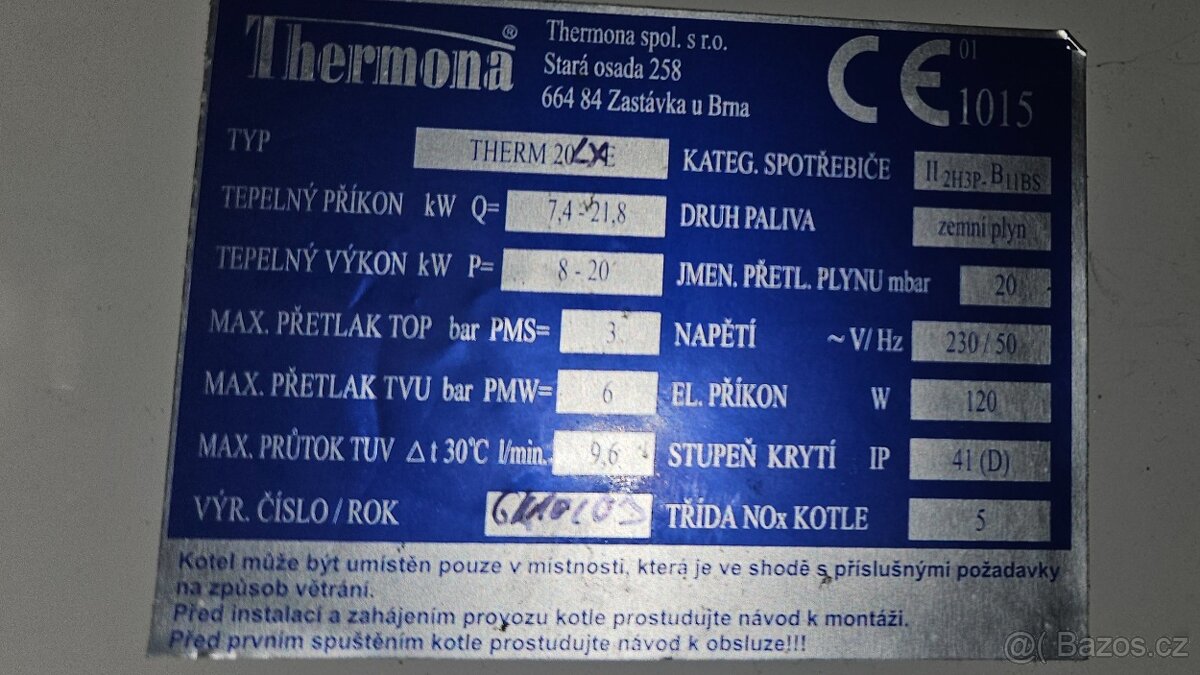 Thermona®
Thermona spol. s r.o.
Stará osada 258
664 84 Zastávka u Brna
CE 01
1015
TYP THERM 20 LX E
TEPELNÝ PŘÍKON kW Q= 7,4 - 21,8
TEPELNÝ VÝKON kW P= 8 - 20
MAX. PŘETLAK TOP bar PMS= 3
MAX. PŘETLAK TVU bar PMW= 6
MAX. PRŮTOK TUV Δt 30°C l/min. 9,6
VÝR. ČÍSLO / ROK
KATEG. SPOTŘEBIČE II2H3P- B11BS
DRUH PALIVA zemní plyn
JMEN. PŘETL. PLYNU mbar 20
NAPĚTÍ ~ V/ Hz 230 / 50
EL. PŘÍKON W 120
STUPEŇ KRYTÍ IP 41 (D)
TŘÍDA NOx KOTLE 5
Kotel může být umístěn pouze v místnosti, která je ve shodě s příslušnými požadavky
na způsob větrání.
Před instalací a zahájením provozu kotle prostudujte návod k montáži.
Před prvním spuštěním kotle prostudujte návod k obsluze!!!
Bazos.cz